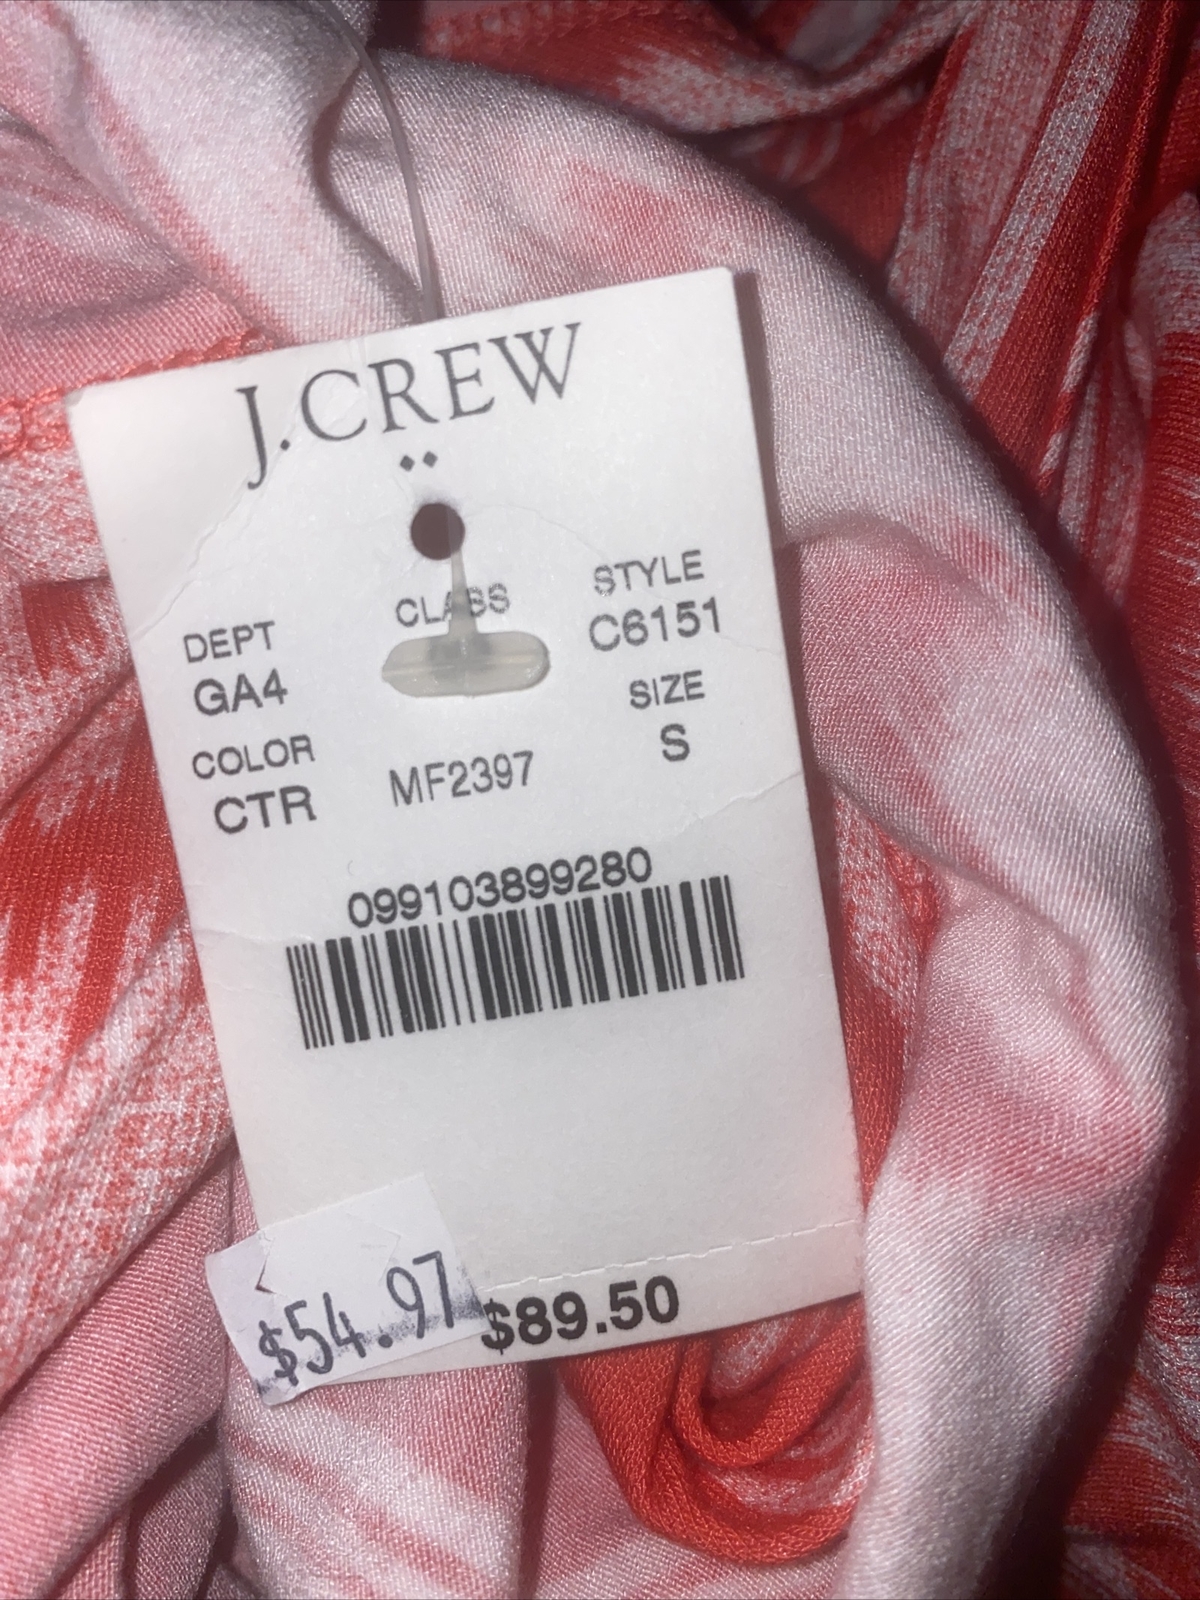 J.CREW
DEPT CLASS STYLE
GA4 C6151
COLOR MF2397 SIZE
CTR S
099103899280
$54.97 $89.50